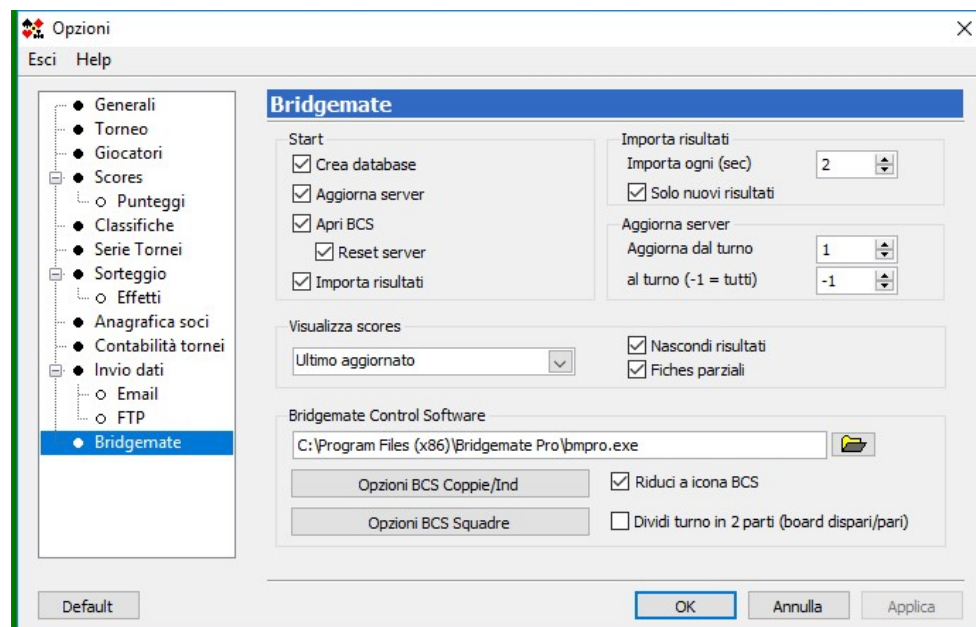 Opzioni
Esci Help
Generali
Torneo
Giocatori
Scores
Punteggi
Classifiche
Serie Tornei
Sorteggio
Effetti
Anagrafica soci
Contabilità tornei
Invio dati
Email
FTP
Bridgemate
Bridgemate
Start
Crea database
Aggiorna server
Apri BCS
Reset server
Importa risultati
Importa risultati
Importa ogni (sec) 2
Solo nuovi risultati
Aggiorna server
Aggiorna dal turno 1
al turno (-1 = tutti) -1
Visualizza scores
Ultimo aggiornato
Nascondi risultati
Fiches parziali
Bridgemate Control Software
C:\Program Files (x86)\Bridgemate Pro\bmpro.exe
Opzioni BCS Coppie/Ind
Riduci a icona BCS
Opzioni BCS Squadre
Dividi turno in 2 parti (board dispari/pari)
Default
OK
Annulla
Applica